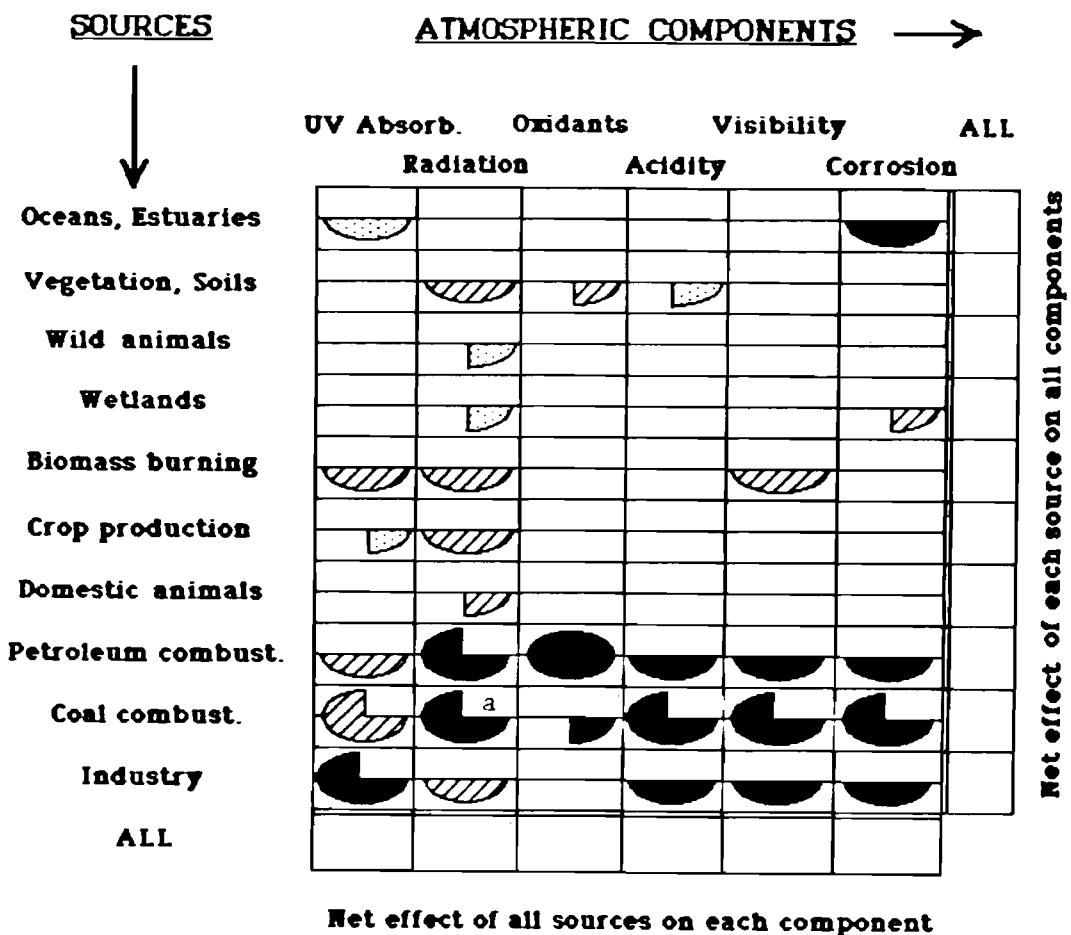 SOURCES ATMOSPHERIC COMPONENTS
UV Absorb. Oxidants Visibility ALL
Radiation Acidity Corrosion
Oceans, Estuaries
Vegetation, Soils
Wild animals
Wetlands
Biomass burning
Crop production
Domestic animals
Petroleum combust.
Coal combust. a
Industry
ALL
Net effect of each source on all components
Net effect of all sources on each component